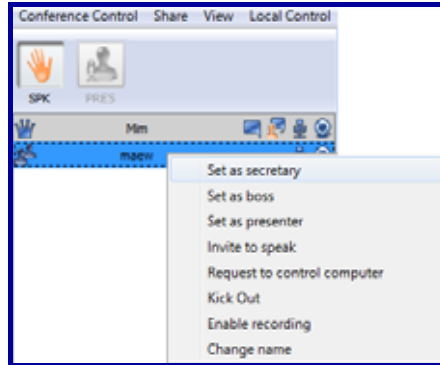 Conference Control Share View Local Control
SPK PRES
Mm
maew
Set as secretary
Set as boss
Set as presenter
Invite to speak
Request to control computer
Kick Out
Enable recording
Change name